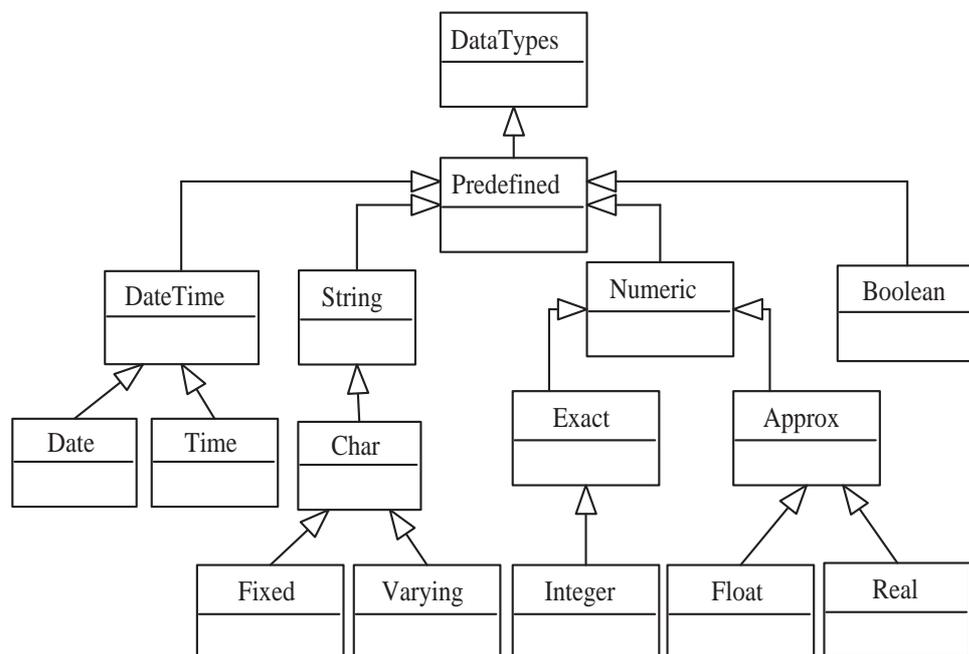 DataTypes
Predefined
DateTime
String
Numeric
Boolean
Date
Time
Char
Exact
Approx
Fixed
Varying
Integer
Float
Real